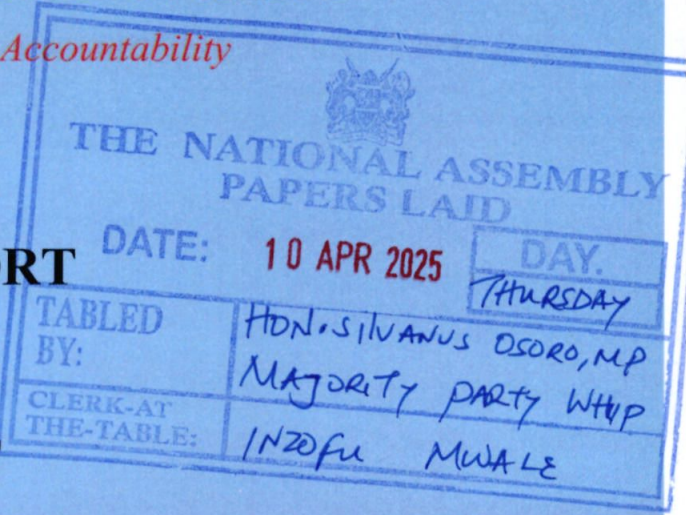 Accountability
THE NATIONAL ASSEMBLY
PAPERS LAID
DATE: 10 APR 2025
DAY.
THURSDAY
RT
TABLED
BY:
HON. SILVANUS OSORO, MP
MAJORITY PARTY WHIP
CLERK-AT
THE-TABLE:
INZOFU MWALE